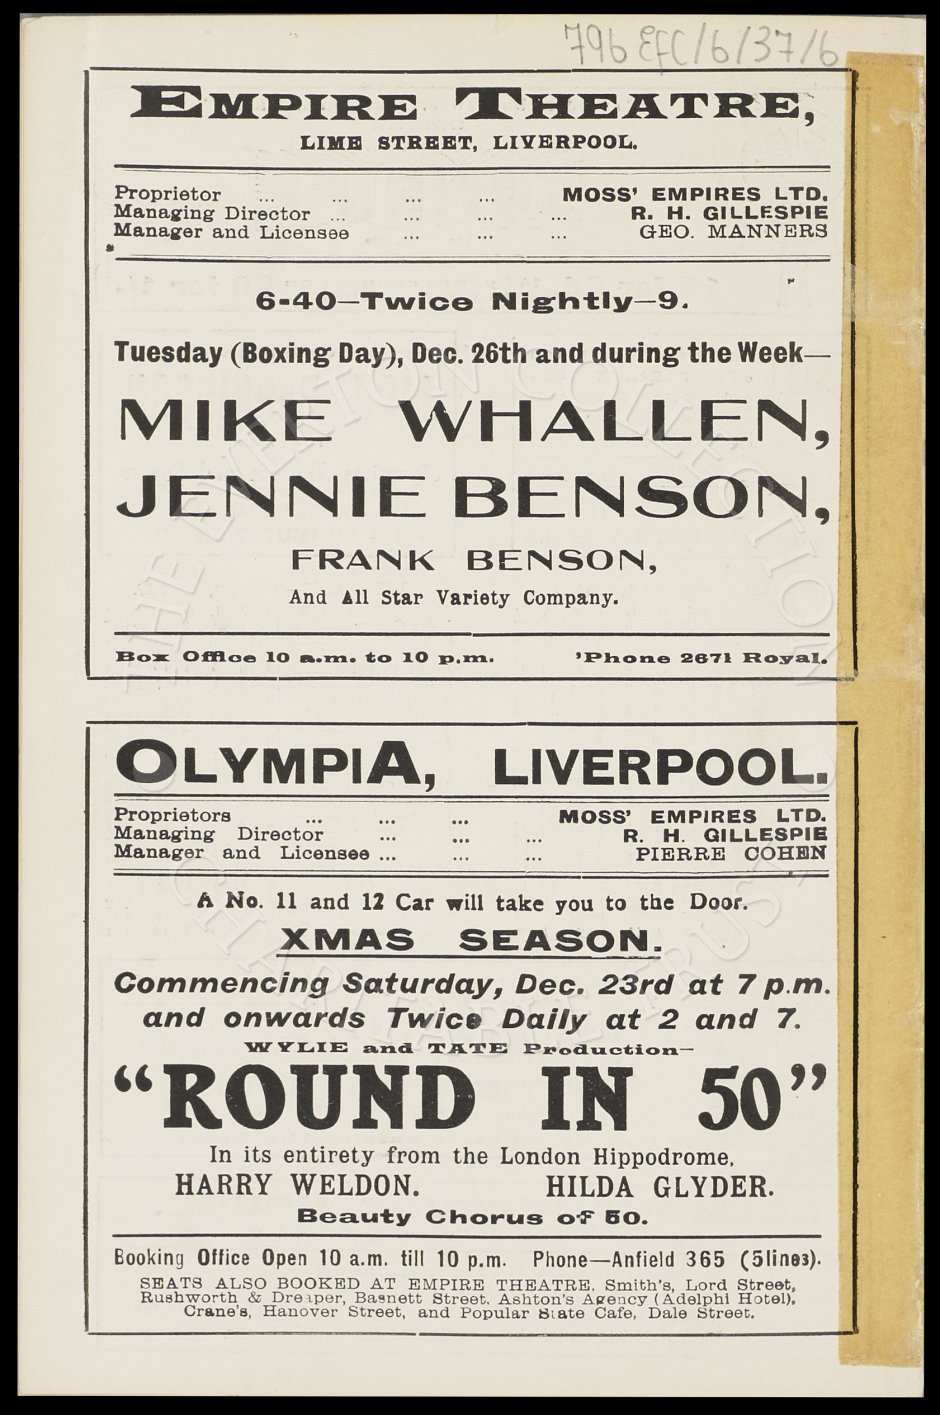 796 EFC/6/37/6
EMPIRE THEATRE,
LIME STREET, LIVERPOOL.
Proprietor ... ... ... ... MOSS' EMPIRES LTD.
Managing Director ... ... ... ... R. H. GILLESPIE
Manager and Licensee ... ... ... GEO. MANNERS
6-40—Twice Nightly—9.
Tuesday (Boxing Day), Dec. 26th and during the Week—
MIKE WHALLEN,
JENNIE BENSON,
FRANK BENSON,
And All Star Variety Company.
Box Office 10 a.m. to 10 p.m. 'Phone 2671 Royal.
OLYMPIA, LIVERPOOL.
Proprietors ... ... ... MOSS' EMPIRES LTD.
Managing Director ... ... ... R. H. GILLESPIE
Manager and Licensee ... ... ... PIERRE COHEN
A No. 11 and 12 Car will take you to the Door.
XMAS SEASON.
Commencing Saturday, Dec. 23rd at 7 p.m.
and onwards Twice Daily at 2 and 7.
WYLIE and TATE Production—
"ROUND IN 50"
In its entirety from the London Hippodrome,
HARRY WELDON. HILDA GLYDER.
Beauty Chorus of 50.
Booking Office Open 10 a.m. till 10 p.m. Phone—Anfield 365 (5 lines).
SEATS ALSO BOOKED AT EMPIRE THEATRE, Smith's, Lord Street,
Rushworth & Dreaper, Basnett Street, Ashton's Agency (Adelphi Hotel),
Crane's, Hanover Street, and Popular State Cafe, Dale Street.
THE EVERTON COLLECTION
CHARITABLE TRUST